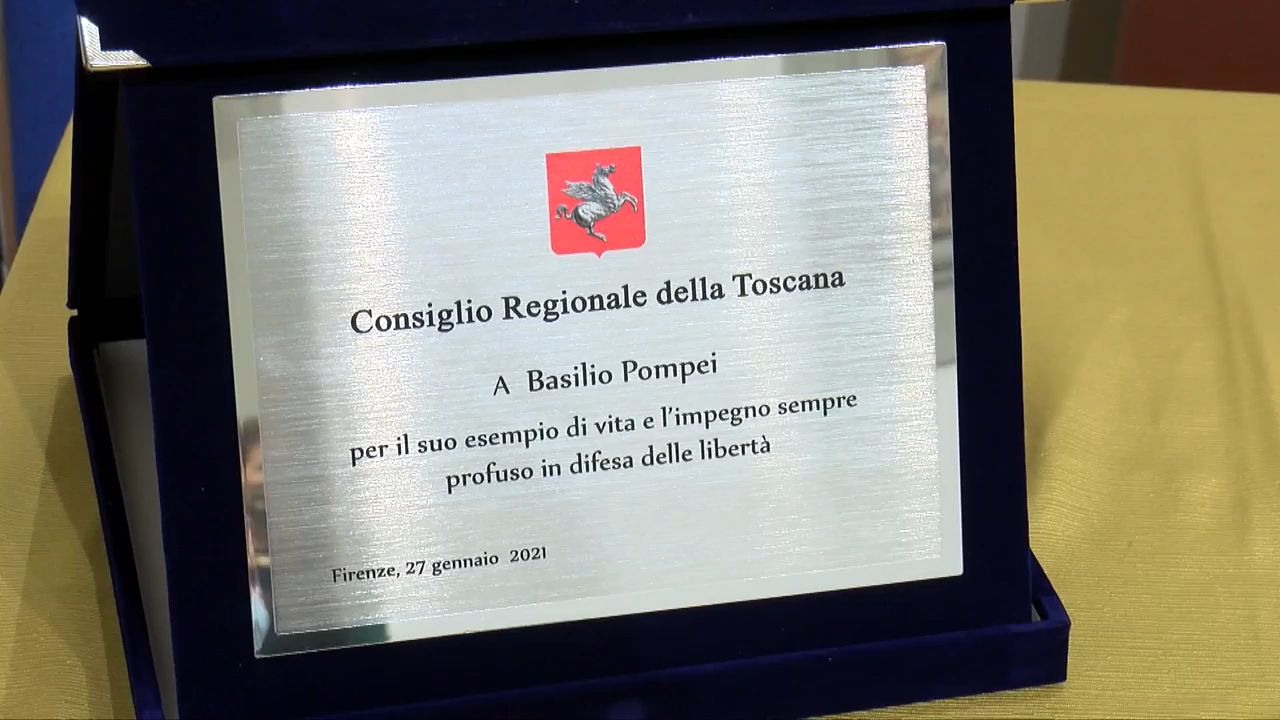 Consiglio Regionale della Toscana
A Basilio Pompei
per il suo esempio di vita e l'impegno sempre
profuso in difesa delle libertà
Firenze, 27 gennaio 2021